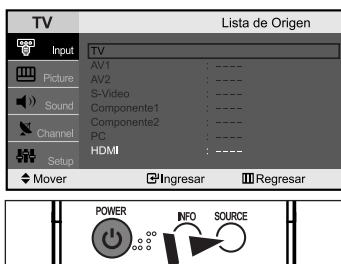 TV
Lista de Origen
Input
Picture
Sound
Channel
Setup
TV
AV1 : ----
AV2 : ----
S-Video : ----
Componente1 : ----
Componente2 : ----
PC : ----
HDMI : ----
Mover
Ingresar
Regresar
POWER
INFO
SOURCE